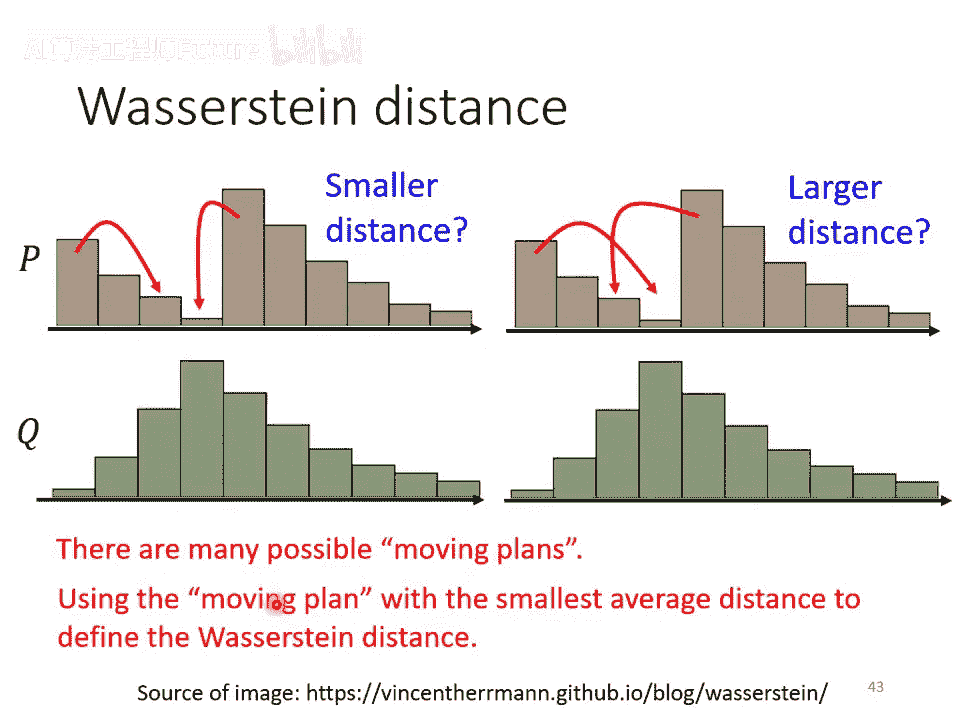 Wasserstein distance
Smaller
distance?
Larger
distance?
P
Q
There are many possible “moving plans”.
Using the “moving plan” with the smallest average distance to
define the Wasserstein distance.
Source of image: https://vincentherrmann.github.io/blog/wasserstein/
43